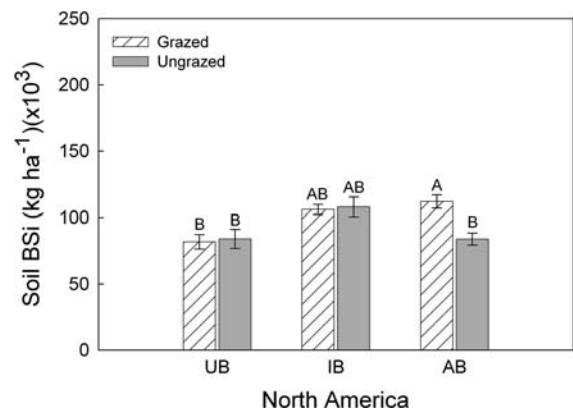 250
200
150
100
50
0
Soil BSi (kg ha⁻¹)(x10³)
Grazed
Ungrazed
B B
AB AB
A
B
UB IB AB
North America